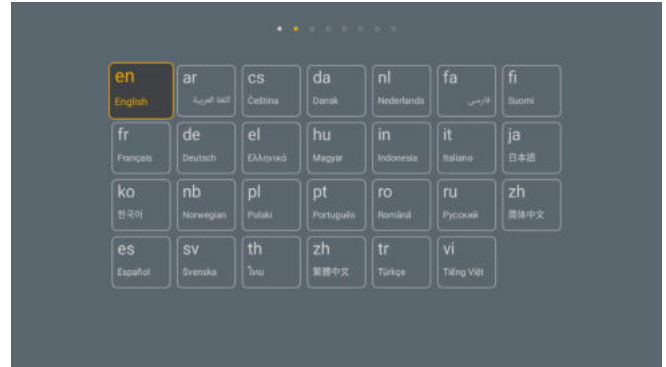 en
English
ar
اللغة العربية
cs
Čeština
da
Dansk
nl
Nederlands
fa
فارسی
fi
Suomi
fr
Français
de
Deutsch
el
Ελληνικά
hu
Magyar
in
Indonesia
it
Italiano
ja
日本語
ko
한국어
nb
Norwegian
pl
Polski
pt
Português
ro
Română
ru
Русский
zh
简体中文
es
Español
sv
Svenska
th
ไทย
zh
繁體中文
tr
Türkçe
vi
Tiếng Việt